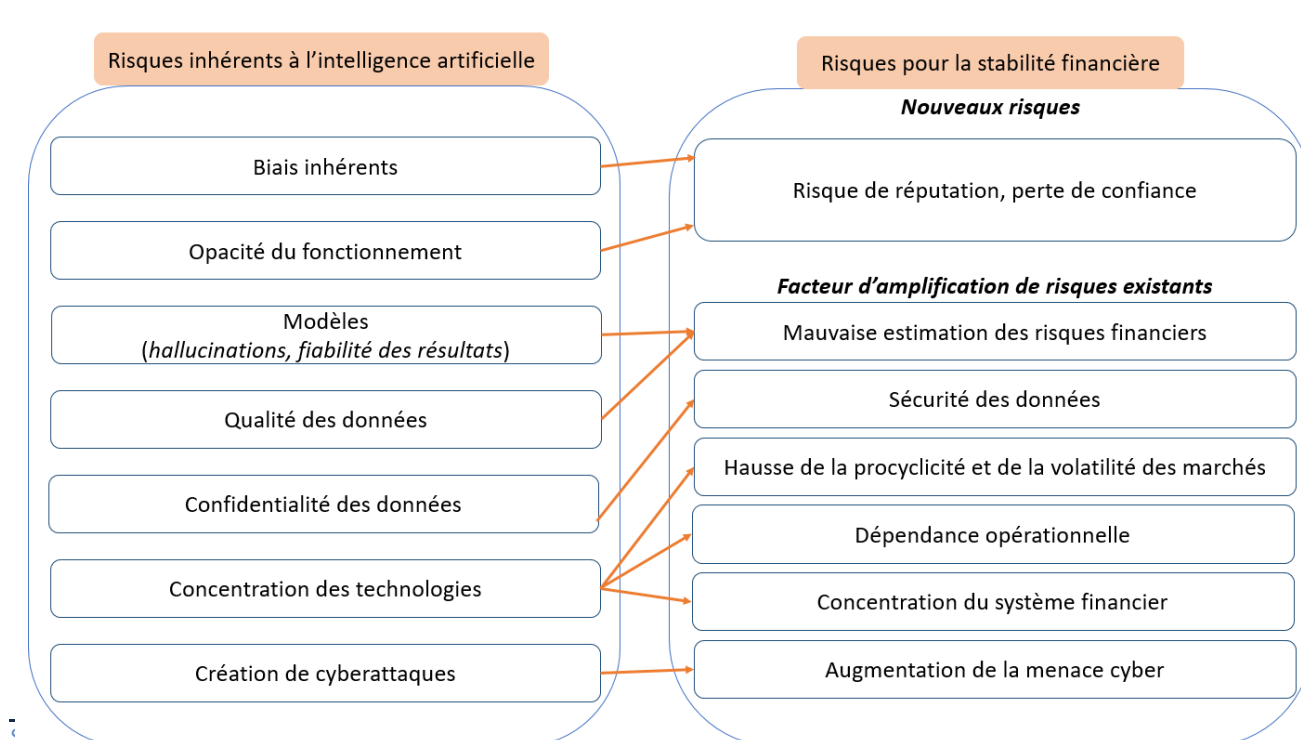 Risques inhérents à l'intelligence artificielle
Biais inhérents
Opacité du fonctionnement
Modèles
(hallucinations, fiabilité des résultats)
Qualité des données
Confidentialité des données
Concentration des technologies
Création de cyberattaques
Risques pour la stabilité financière
Nouveaux risques
Risque de réputation, perte de confiance
Facteur d'amplification de risques existants
Mauvaise estimation des risques financiers
Sécurité des données
Hausse de la procyclicité et de la volatilité des marchés
Dépendance opérationnelle
Concentration du système financier
Augmentation de la menace cyber